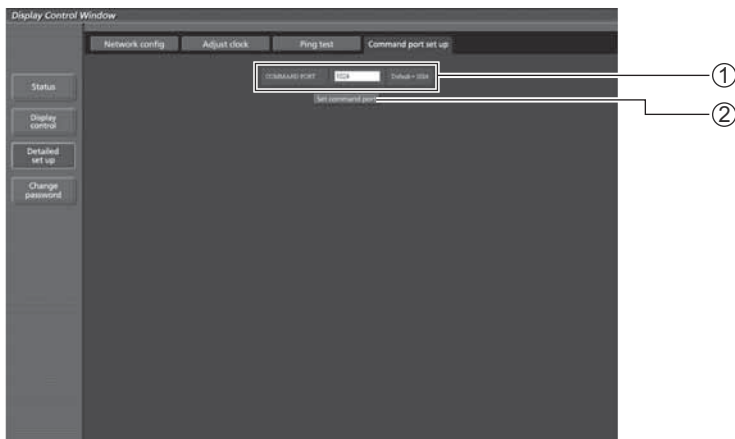 Display Control Window
Network config
Adjust clock
Ping test
Command port set up
COMMAND PORT
1024
Default = 1024
①
Set command port
②
Status
Display
control
Detailed
set up
Change
password